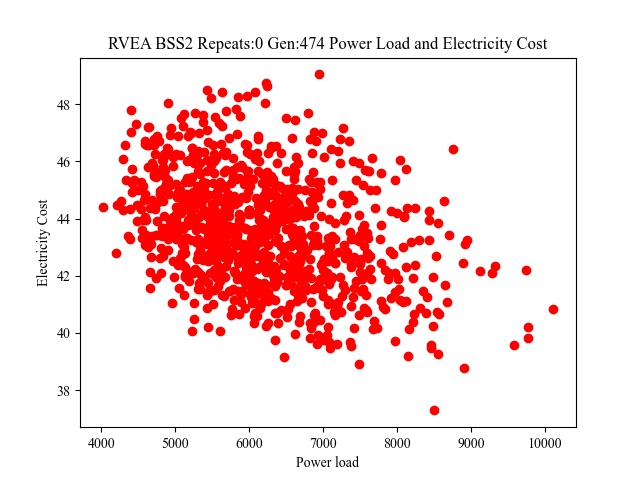 RVEA BSS2 Repeats:0 Gen:474 Power Load and Electricity Cost
48
46
44
42
40
38
Electricity Cost
4000 5000 6000 7000 8000 9000 10000
Power load